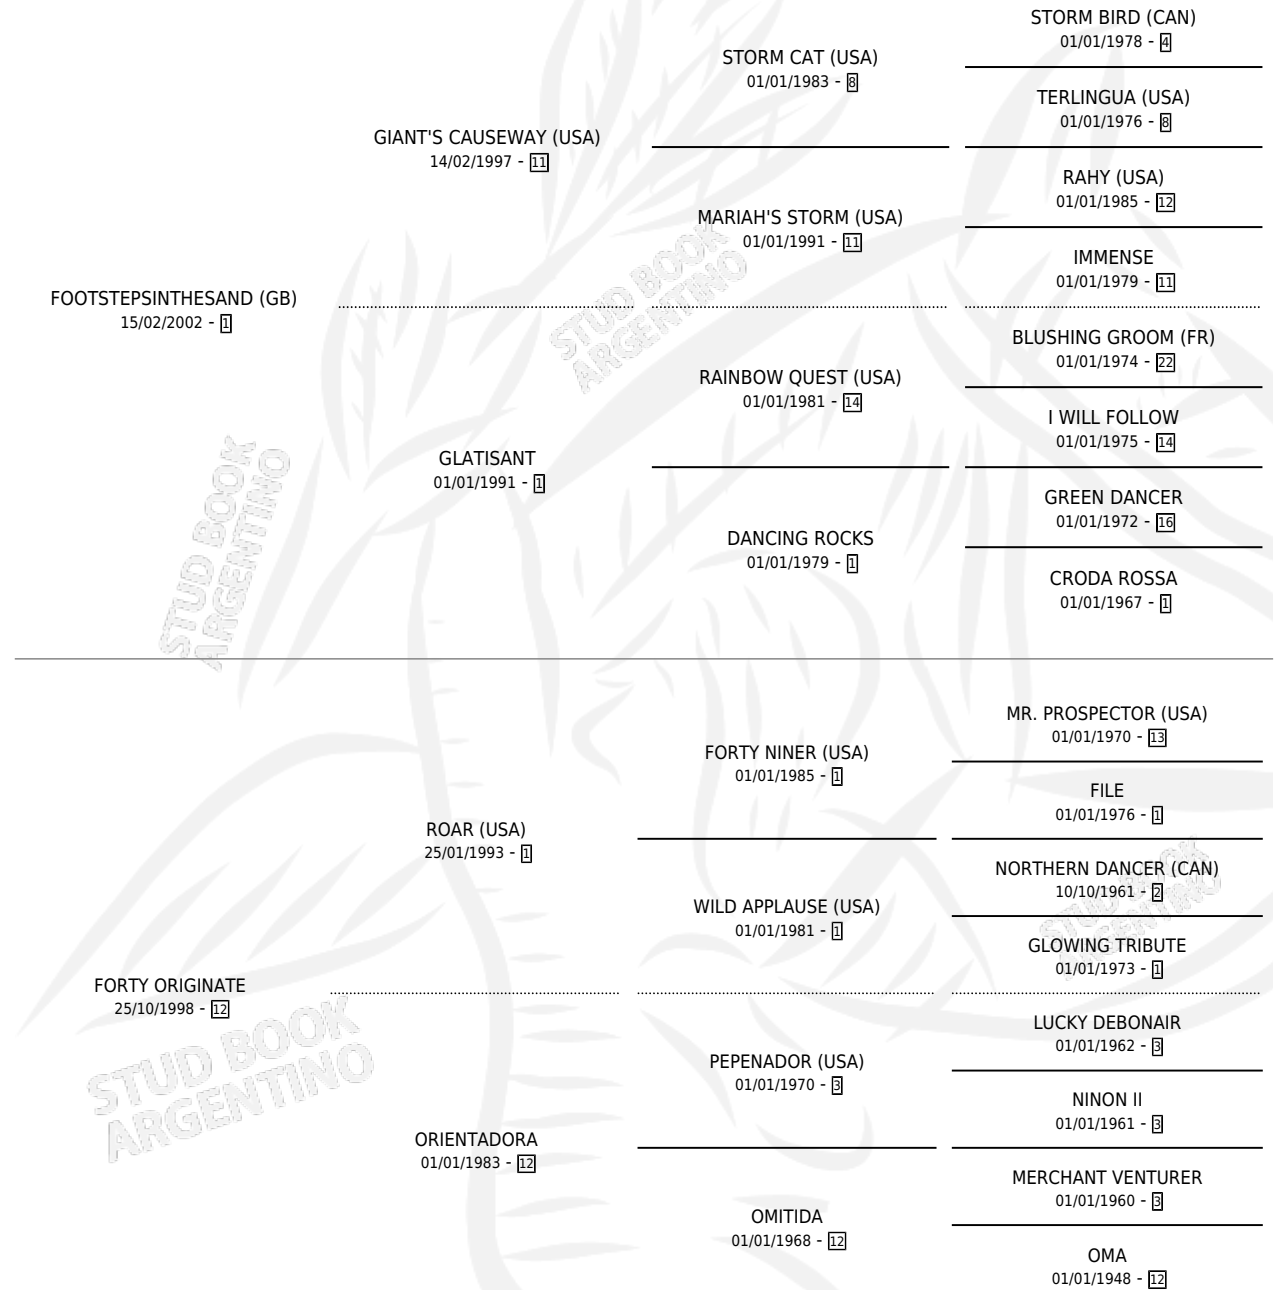 STORM BIRD (CAN)
01/01/1978 - 4
STORM CAT (USA)
01/01/1983 - 8
TERLINGUA (USA)
01/01/1976 - 8
GIANT'S CAUSEWAY (USA)
14/02/1997 - 11
RAHY (USA)
01/01/1985 - 12
MARIAH'S STORM (USA)
01/01/1991 - 11
IMMENSE
01/01/1979 - 11
FOOTSTEPSINTHESAND (GB)
15/02/2002 - 1
BLUSHING GROOM (FR)
01/01/1974 - 22
RAINBOW QUEST (USA)
01/01/1981 - 14
I WILL FOLLOW
01/01/1975 - 14
GLATISANT
01/01/1991 - 1
GREEN DANCER
01/01/1972 - 16
DANCING ROCKS
01/01/1979 - 1
CRODA ROSSA
01/01/1967 - 1
MR. PROSPECTOR (USA)
01/01/1970 - 13
FORTY NINER (USA)
01/01/1985 - 1
FILE
01/01/1976 - 1
ROAR (USA)
25/01/1993 - 1
NORTHERN DANCER (CAN)
10/10/1961 - 2
WILD APPLAUSE (USA)
01/01/1981 - 1
GLOWING TRIBUTE
01/01/1973 - 1
FORTY ORIGINATE
25/10/1998 - 12
LUCKY DEBONAIR
01/01/1962 - 3
PEPENADOR (USA)
01/01/1970 - 3
NINON II
01/01/1961 - 3
ORIENTADORA
01/01/1983 - 12
MERCHANT VENTURER
01/01/1960 - 3
OMITIDA
01/01/1968 - 12
OMA
01/01/1948 - 12
STUD BOOK
ARGENTINO
STUD BOOK
ARGENTINO
STUD BOOK
ARGENTINO
STUD BOOK
ARGENTINO